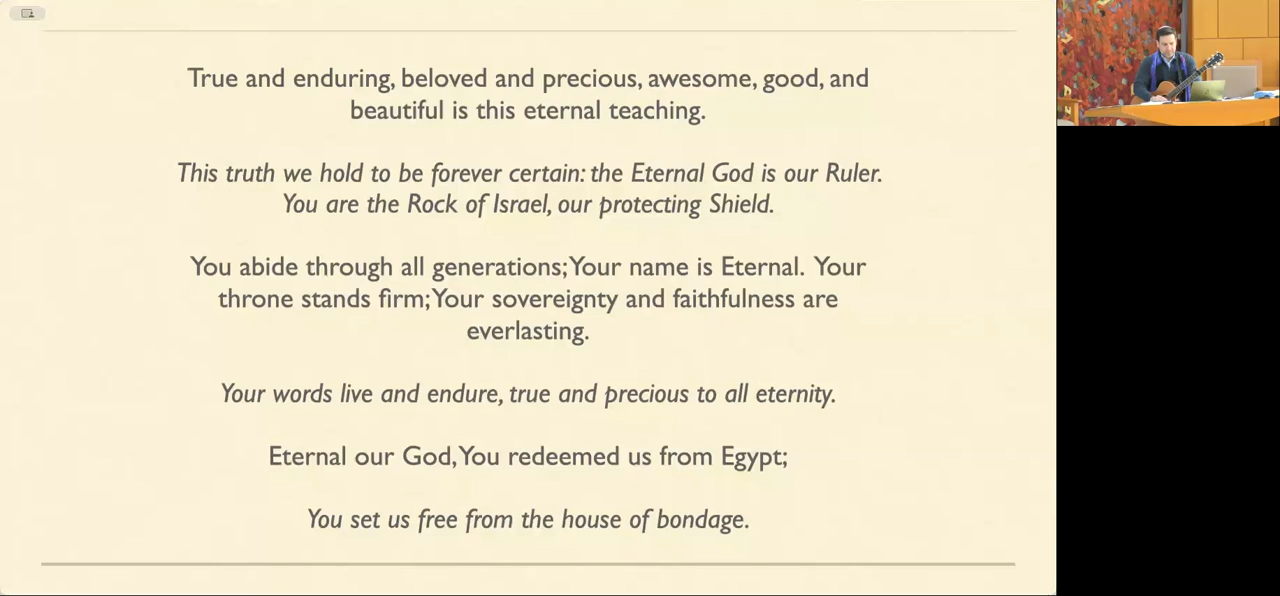 True and enduring, beloved and precious, awesome, good, and
beautiful is this eternal teaching.
This truth we hold to be forever certain: the Eternal God is our Ruler.
You are the Rock of Israel, our protecting Shield.
You abide through all generations; Your name is Eternal. Your
throne stands firm; Your sovereignty and faithfulness are
everlasting.
Your words live and endure, true and precious to all eternity.
Eternal our God, You redeemed us from Egypt;
You set us free from the house of bondage.